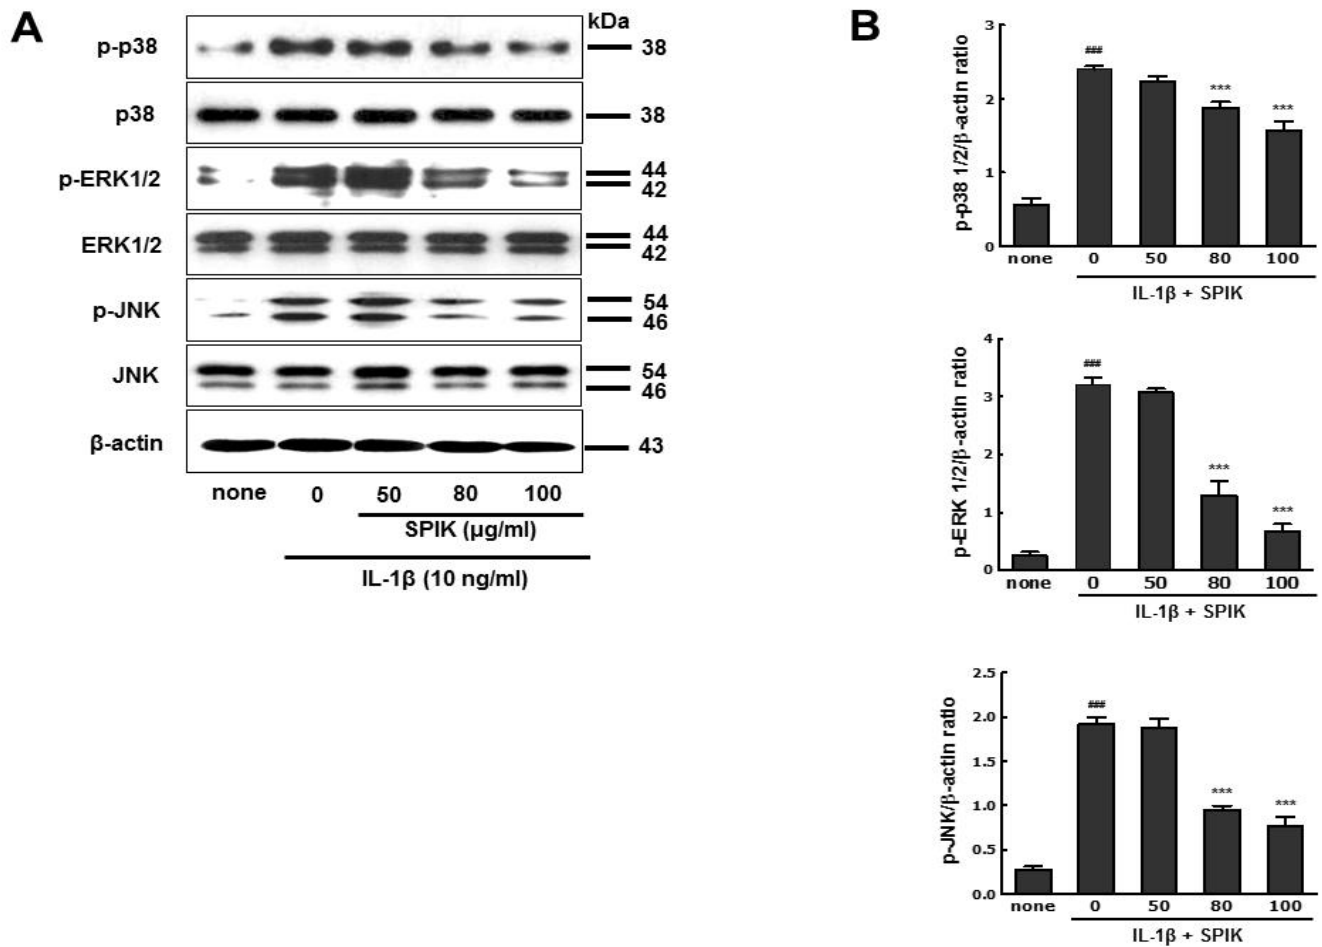 A
kDa
p-p38
38
p38
38
p-ERK1/2
44
42
ERK1/2
44
42
p-JNK
54
46
JNK
54
46
β-actin
43
none 0 50 80 100
SPIK (μg/ml)
IL-1β (10 ng/ml)
B
p-p38 1/2/β-actin ratio
3
2
1
0
###
***
***
none 0 50 80 100
IL-1β + SPIK
p-ERK 1/2/β-actin ratio
4
3
2
1
0
###
***
***
none 0 50 80 100
IL-1β + SPIK
p-JNK/β-actin ratio
2.5
2.0
1.5
1.0
0.5
0.0
###
***
***
none 0 50 80 100
IL-1β + SPIK